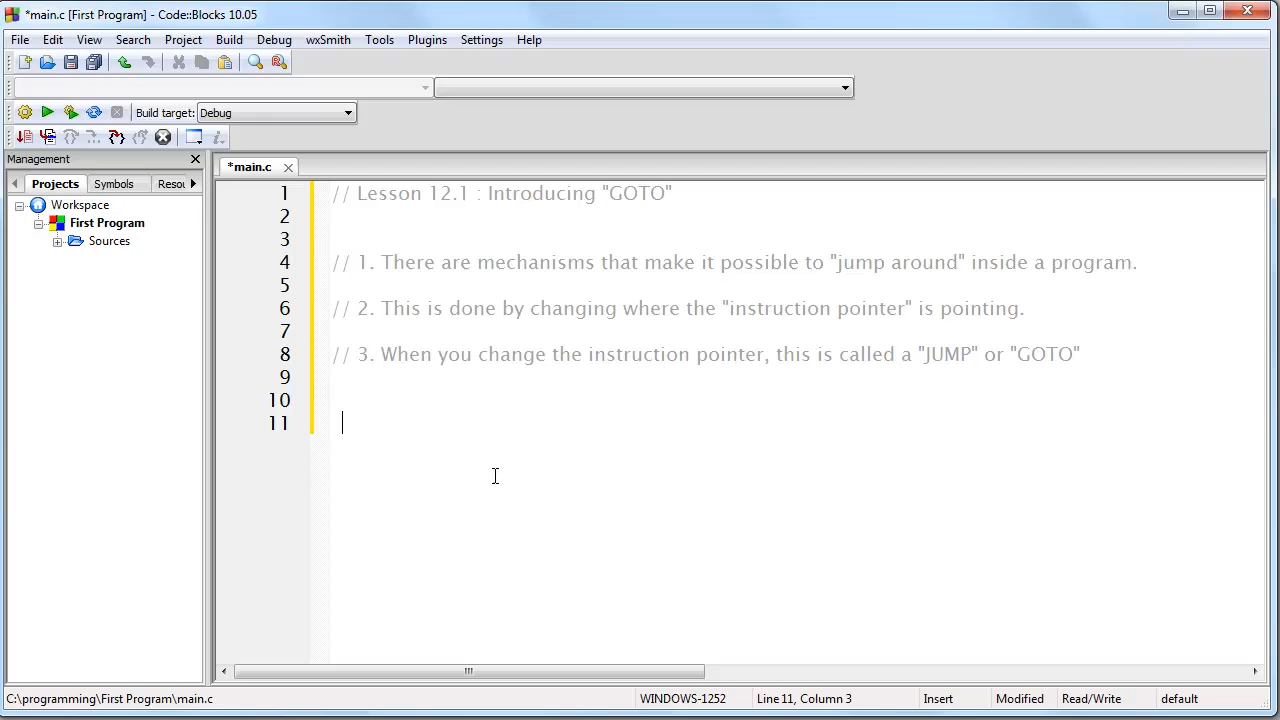 *main.c [First Program] - Code::Blocks 10.05
File Edit View Search Project Build Debug wxSmith Tools Plugins Settings Help
Build target: Debug
Management
*main.c
Projects Symbols Resou
1 // Lesson 12.1 : Introducing "GOTO"
Workspace
2
First Program
3
Sources
4 // 1. There are mechanisms that make it possible to "jump around" inside a program.
5
6 // 2. This is done by changing where the "instruction pointer" is pointing.
7
8 // 3. When you change the instruction pointer, this is called a "JUMP" or "GOTO"
9
10
11
C:\programming\First Program\main.c WINDOWS-1252 Line 11, Column 3 Insert Modified Read/Write default